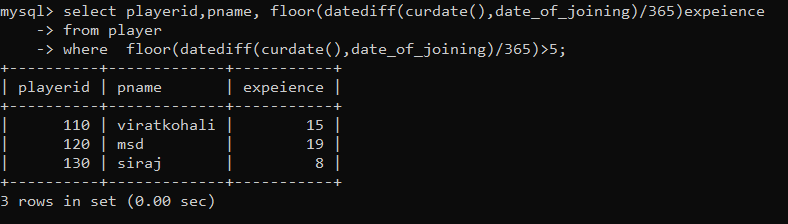 mysql> select playerid,pname, floor(datediff(curdate(),date_of_joining)/365)expeience
    -> from player
    -> where  floor(datediff(curdate(),date_of_joining)/365)>5;
+----------+------------+-----------+
| playerid | pname      | expeience |
+----------+------------+-----------+
|      110 | viratkohali |        15 |
|      120 | msd        |        19 |
|      130 | siraj      |         8 |
+----------+------------+-----------+
3 rows in set (0.00 sec)